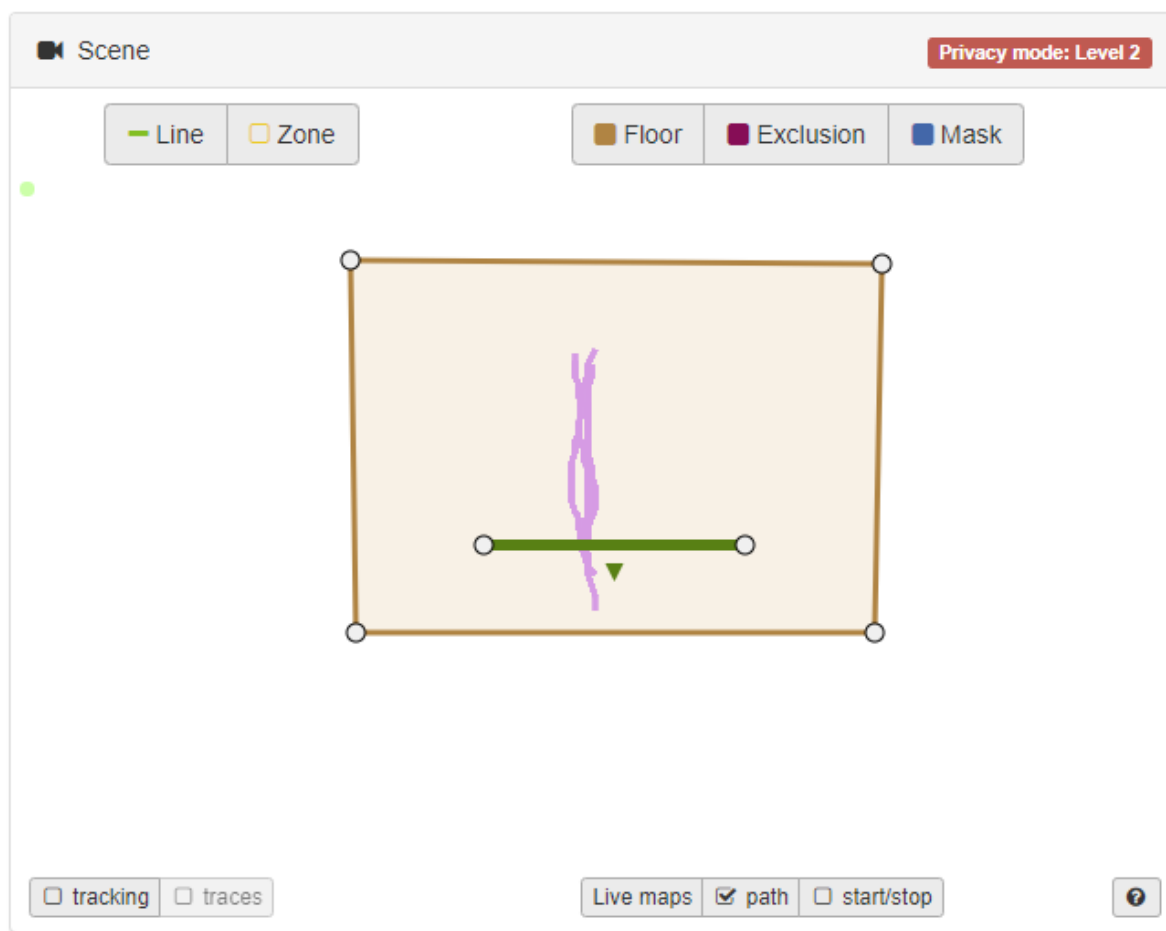 Scene
Privacy mode: Level 2
Line Zone Floor Exclusion Mask
tracking traces Live maps path start/stop ?